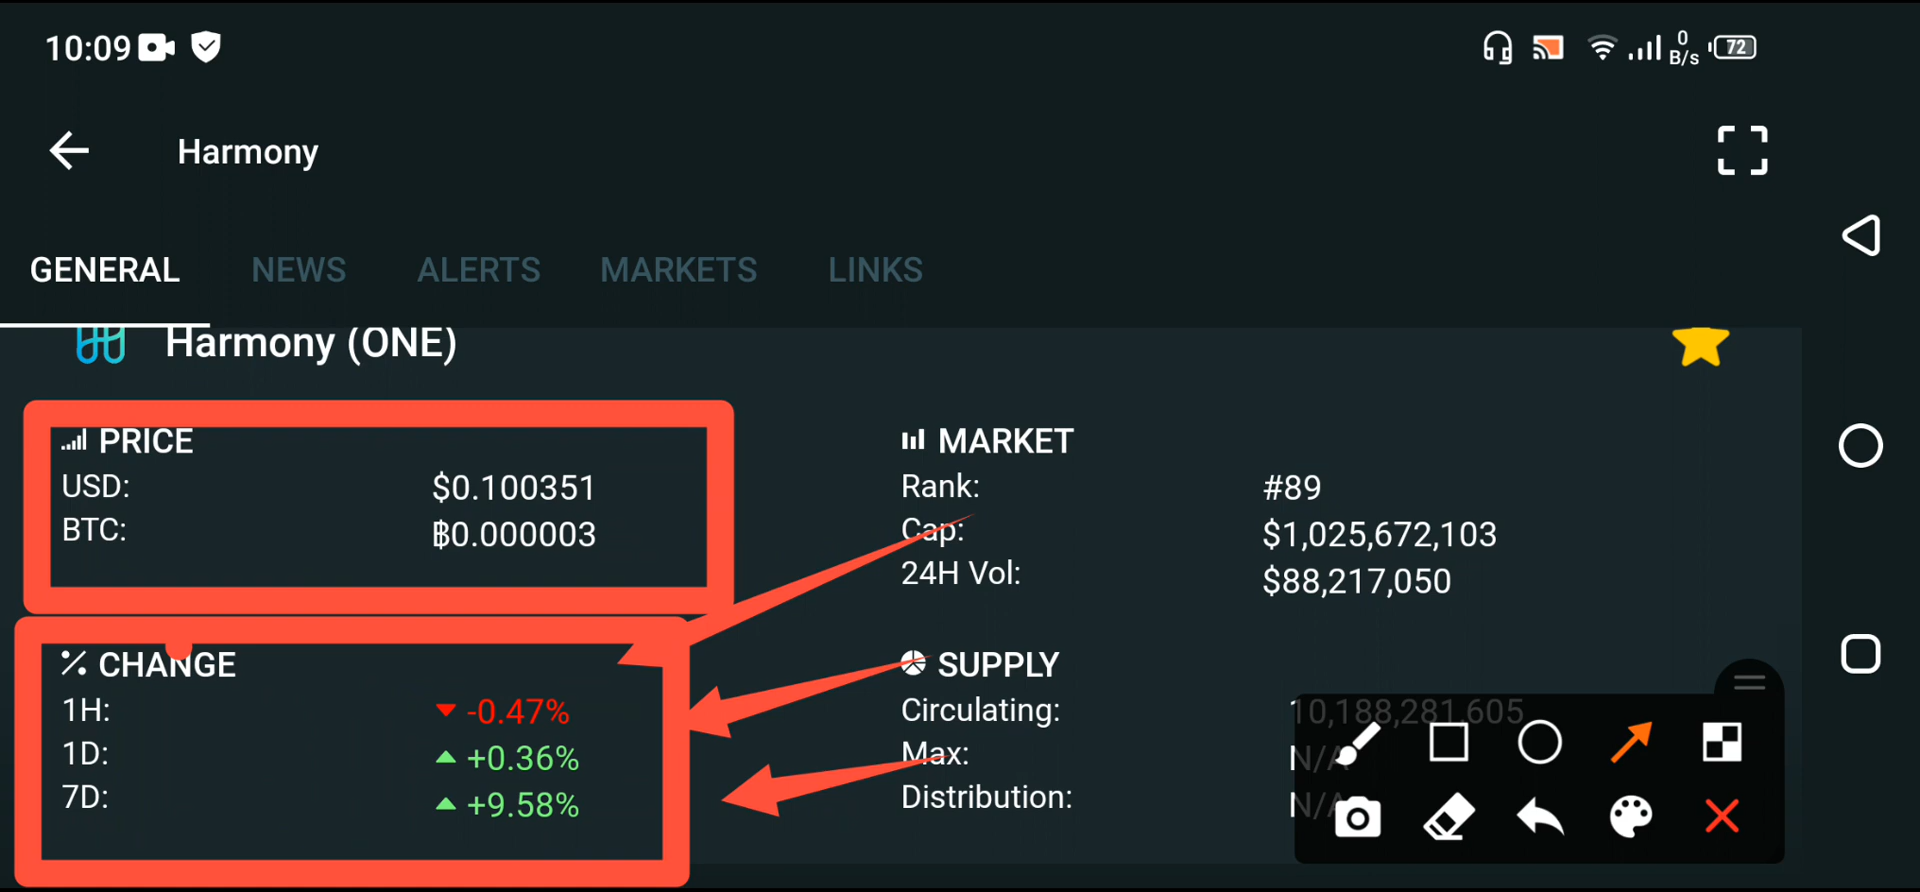 10:09
0
B/s
72
Harmony
GENERAL NEWS ALERTS MARKETS LINKS
Harmony (ONE)
PRICE
USD: $0.100351
BTC: ฿0.000003
MARKET
Rank: #89
Cap: $1,025,672,103
24H Vol: $88,217,050
% CHANGE
1H: -0.47%
1D: +0.36%
7D: +9.58%
SUPPLY
Circulating: 10,188,281,605
Max: N/A
Distribution: N/A